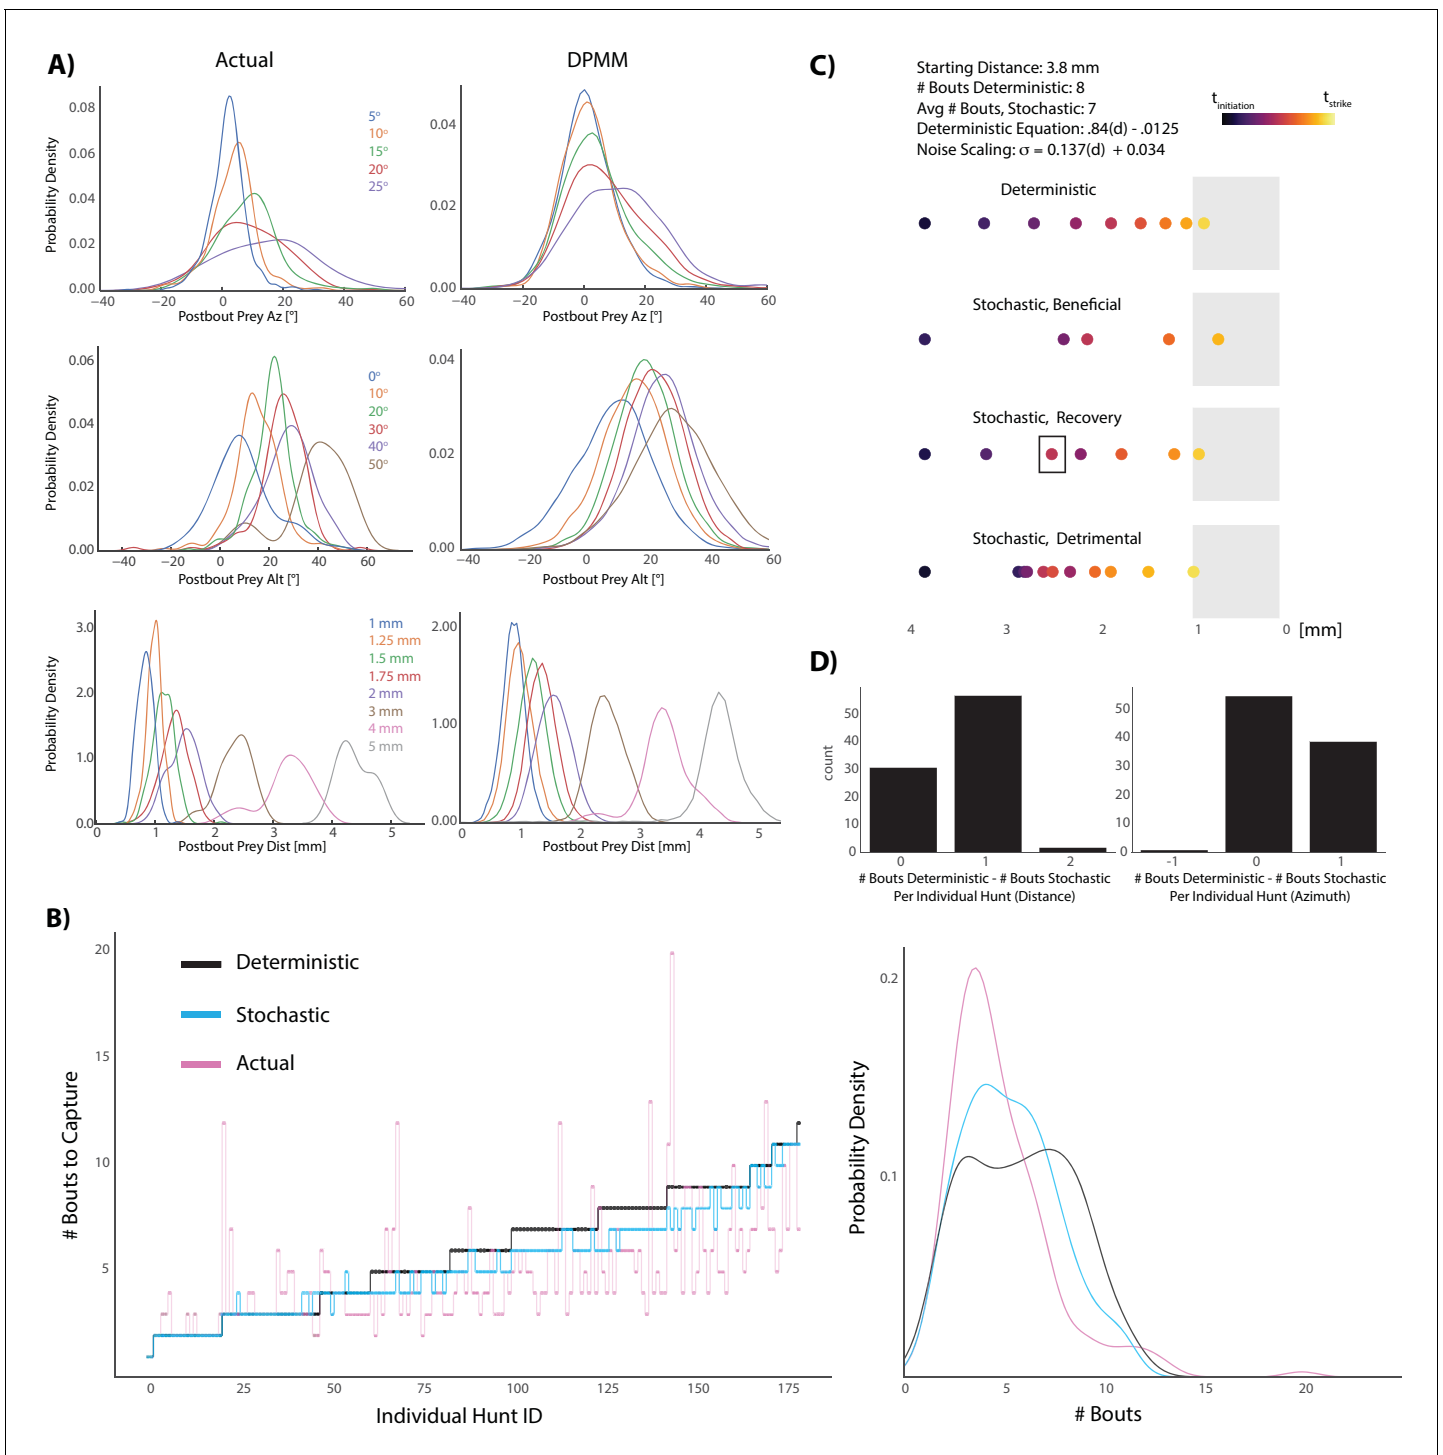 A)
Actual
DPMM
Probability Density
0.08
0.06
0.04
0.02
0.00
5°
10°
15°
20°
25°
−40
−20
0
20
40
60
Postbout Prey Az [°]
0.04
0.02
0.00
−40
−20
0
20
40
60
Postbout Prey Az [°]
Probability Density
0.06
0.04
0.02
0.00
0°
10°
20°
30°
40°
50°
−40
−20
0
20
40
60
Postbout Prey Alt [°]
0.04
0.02
0.00
−40
−20
0
20
40
60
Postbout Prey Alt [°]
Probability Density
3.0
2.0
1.0
0.0
1 mm
1.25 mm
1.5 mm
1.75 mm
2 mm
3 mm
4 mm
5 mm
0
1
2
3
4
5
Postbout Prey Dist [mm]
2.00
1.00
0.00
0
1
2
3
4
5
Postbout Prey Dist [mm]
C)
Starting Distance: 3.8 mm
# Bouts Deterministic: 8
Avg # Bouts, Stochastic: 7
Deterministic Equation: .84(d) - .0125
Noise Scaling: σ = 0.137(d) + 0.034
t initiation
t strike
Deterministic
Stochastic, Beneficial
Stochastic, Recovery
Stochastic, Detrimental
4
3
2
1
0
[mm]
D)
count
50
40
30
20
10
0
0
1
2
# Bouts Deterministic - # Bouts Stochastic
Per Individual Hunt (Distance)
50
40
30
20
10
0
-1
0
1
# Bouts Deterministic - # Bouts Stochastic
Per Individual Hunt (Azimuth)
B)
# Bouts to Capture
20
15
10
5
Deterministic
Stochastic
Actual
0
25
50
75
100
125
150
175
Individual Hunt ID
Probability Density
0.2
0.1
0
5
10
15
20
# Bouts